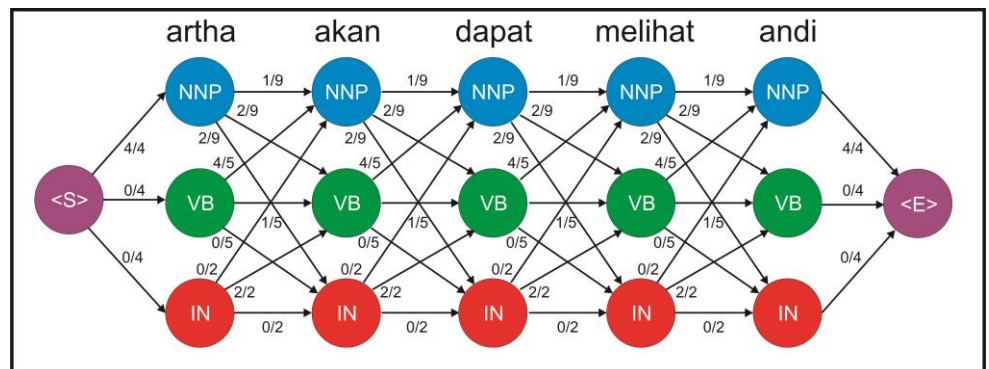 artha akan dapat melihat andi
NNP 1/9 NNP 1/9 NNP 1/9 NNP 1/9 NNP
2/9 2/9 2/9 2/9
2/9 2/9 2/9 2/9
4/4 4/5 4/5 4/5 4/5 4/4
<S> 0/4 VB VB VB VB VB 0/4 <E>
1/5 1/5 1/5 1/5
0/5 0/5 0/5 0/5
0/4 0/2 0/2 0/2 0/2 0/4
2/2 2/2 2/2 2/2
IN IN IN IN IN
0/2 0/2 0/2 0/2